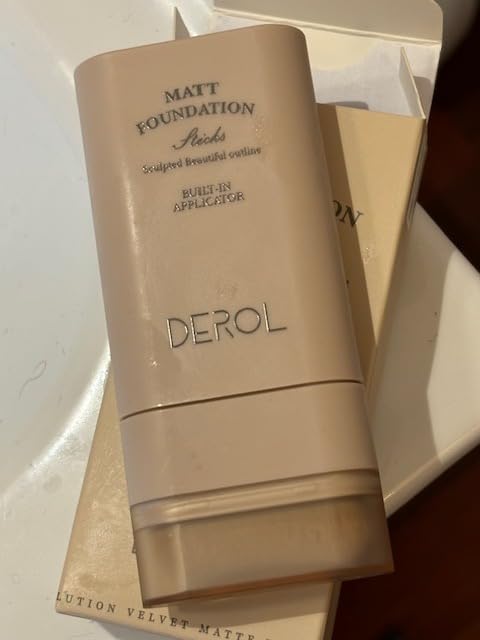 MATT
FOUNDATION
Sticks
Sculpted Beautiful outline
BUILT-IN
APPLICATOR
DEROL
ON
LUTION VELVET MATTE